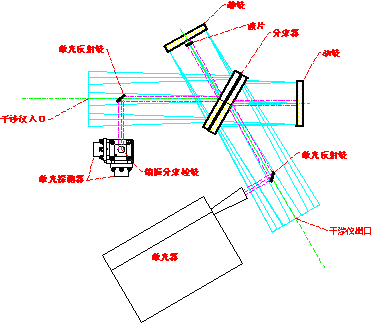 静镜
波片
分束器
动镜
激光反射镜
干涉仪入口
激光探测器
偏振分束棱镜
激光反射镜
激光器
干涉仪出口